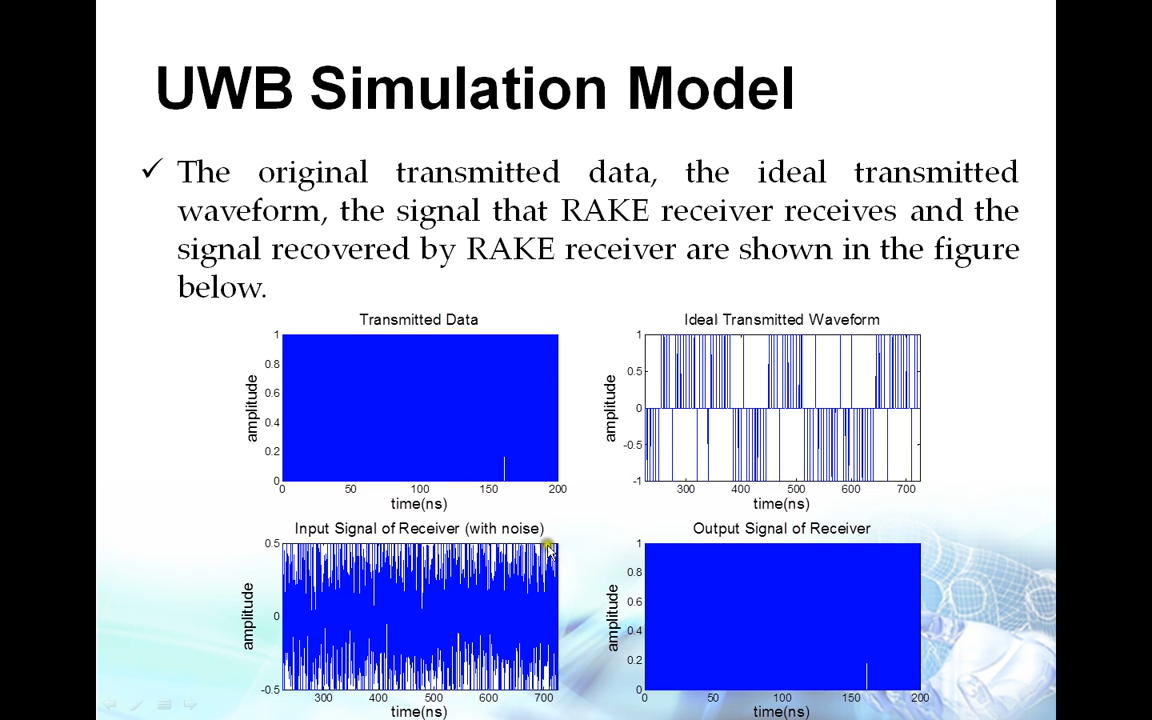 UWB Simulation Model
✓ The original transmitted data, the ideal transmitted
waveform, the signal that RAKE receiver receives and the
signal recovered by RAKE receiver are shown in the figure
below.
Transmitted Data
amplitude
1
0.8
0.6
0.4
0.2
0
0 50 100 150 200
time(ns)
Ideal Transmitted Waveform
amplitude
1
0.5
0
-0.5
-1
300 400 500 600 700
time(ns)
Input Signal of Receiver (with noise)
amplitude
0.5
0
-0.5
300 400 500 600 700
time(ns)
Output Signal of Receiver
amplitude
1
0.8
0.6
0.4
0.2
0
0 50 100 150 200
time(ns)